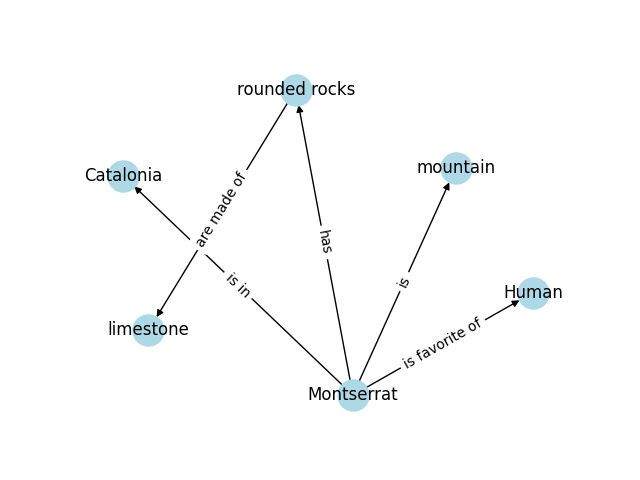 rounded rocks
mountain
Catalonia
are made of
has
is in
is
Human
limestone
is favorite of
Montserrat